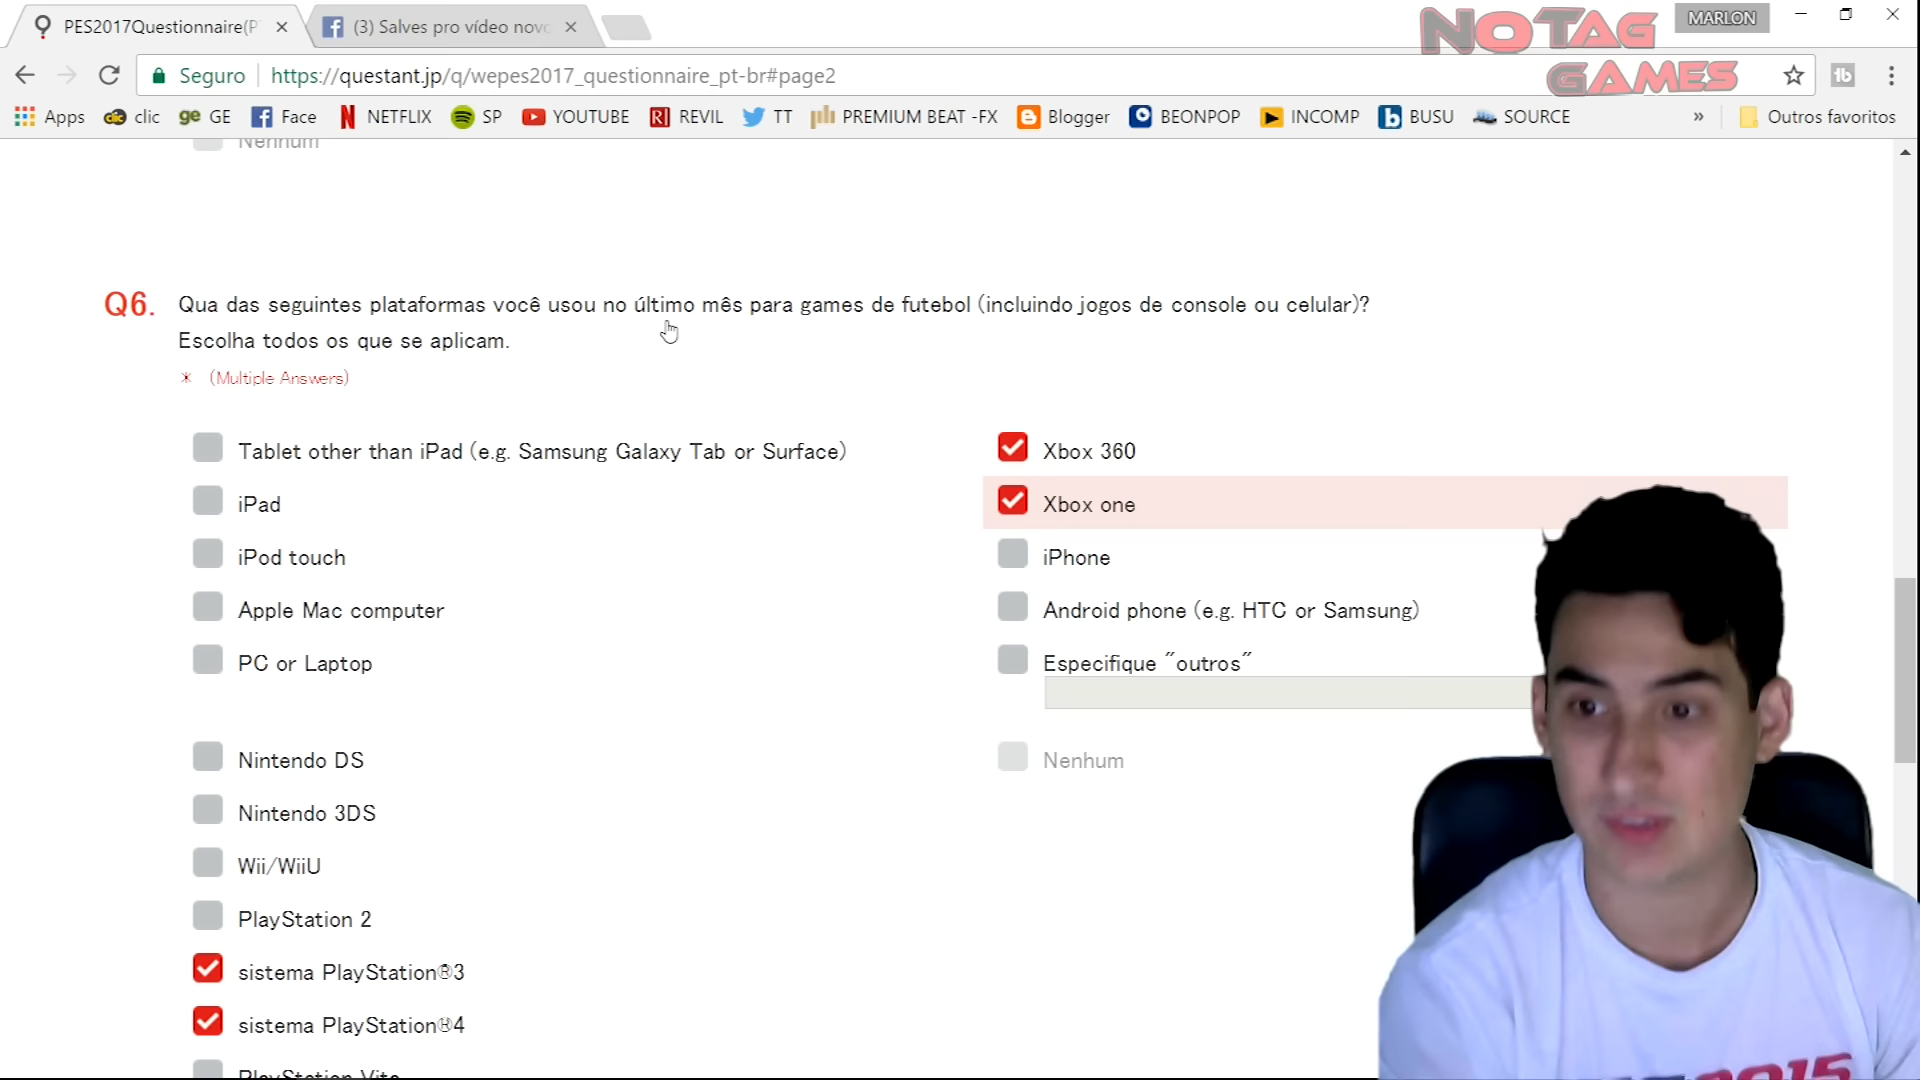 PES2017Questionnaire(P
(3) Salves pro vídeo novo
NOTAG
GAMES
MARLON
Seguro
https://questant.jp/q/wepes2017_questionnaire_pt-br#page2
Apps
clic
GE
Face
NETFLIX
SP
YOUTUBE
REVIL
TT
PREMIUM BEAT -FX
Blogger
BEONPOP
INCOMP
BUSU
SOURCE
»
Outros favoritos
Nenhum
Q6. Qua das seguintes plataformas você usou no último mês para games de futebol (incluindo jogos de console ou celular)?
Escolha todos os que se aplicam.
* (Multiple Answers)
Tablet other than iPad (e.g. Samsung Galaxy Tab or Surface)
iPad
iPod touch
Apple Mac computer
PC or Laptop
Nintendo DS
Nintendo 3DS
Wii/WiiU
PlayStation 2
sistema PlayStation®3
sistema PlayStation®4
PlayStation Vita
Xbox 360
Xbox one
iPhone
Android phone (e.g. HTC or Samsung)
Especifique "outros"
Nenhum
2015